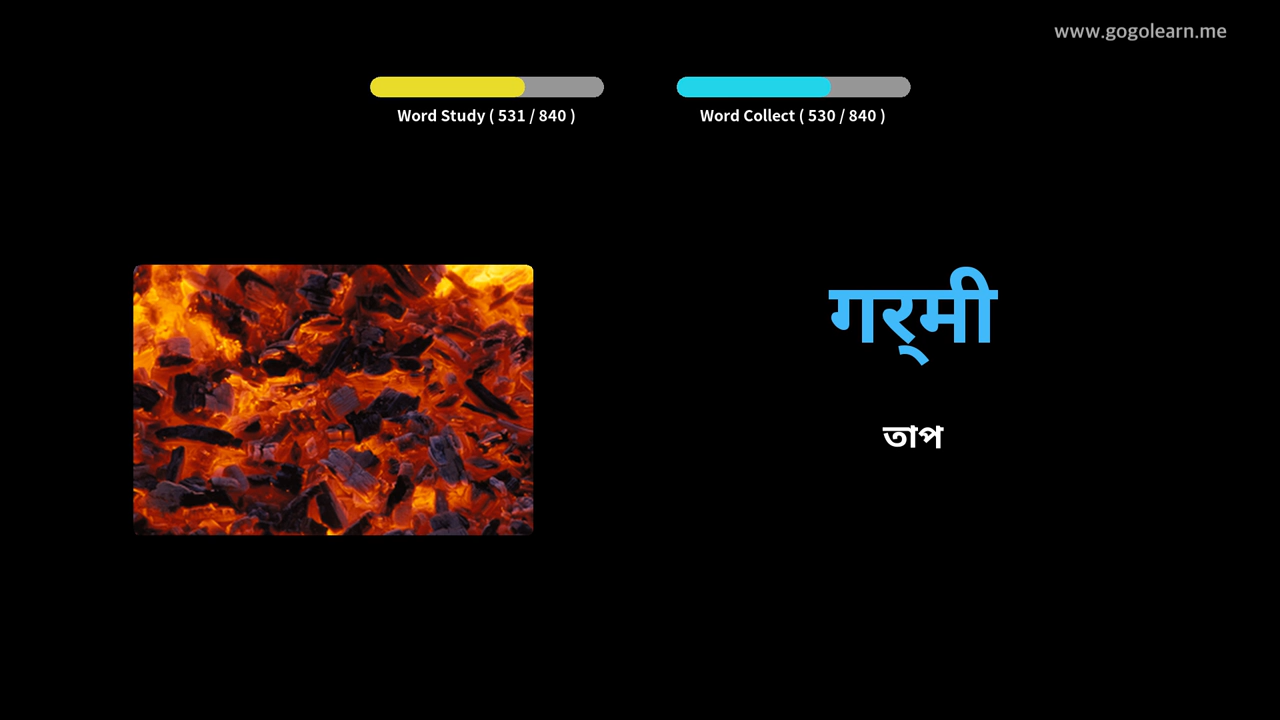 www.gogolearn.me
Word Study ( 531 / 840 )
Word Collect ( 530 / 840 )
गर्‌मी
তাপ